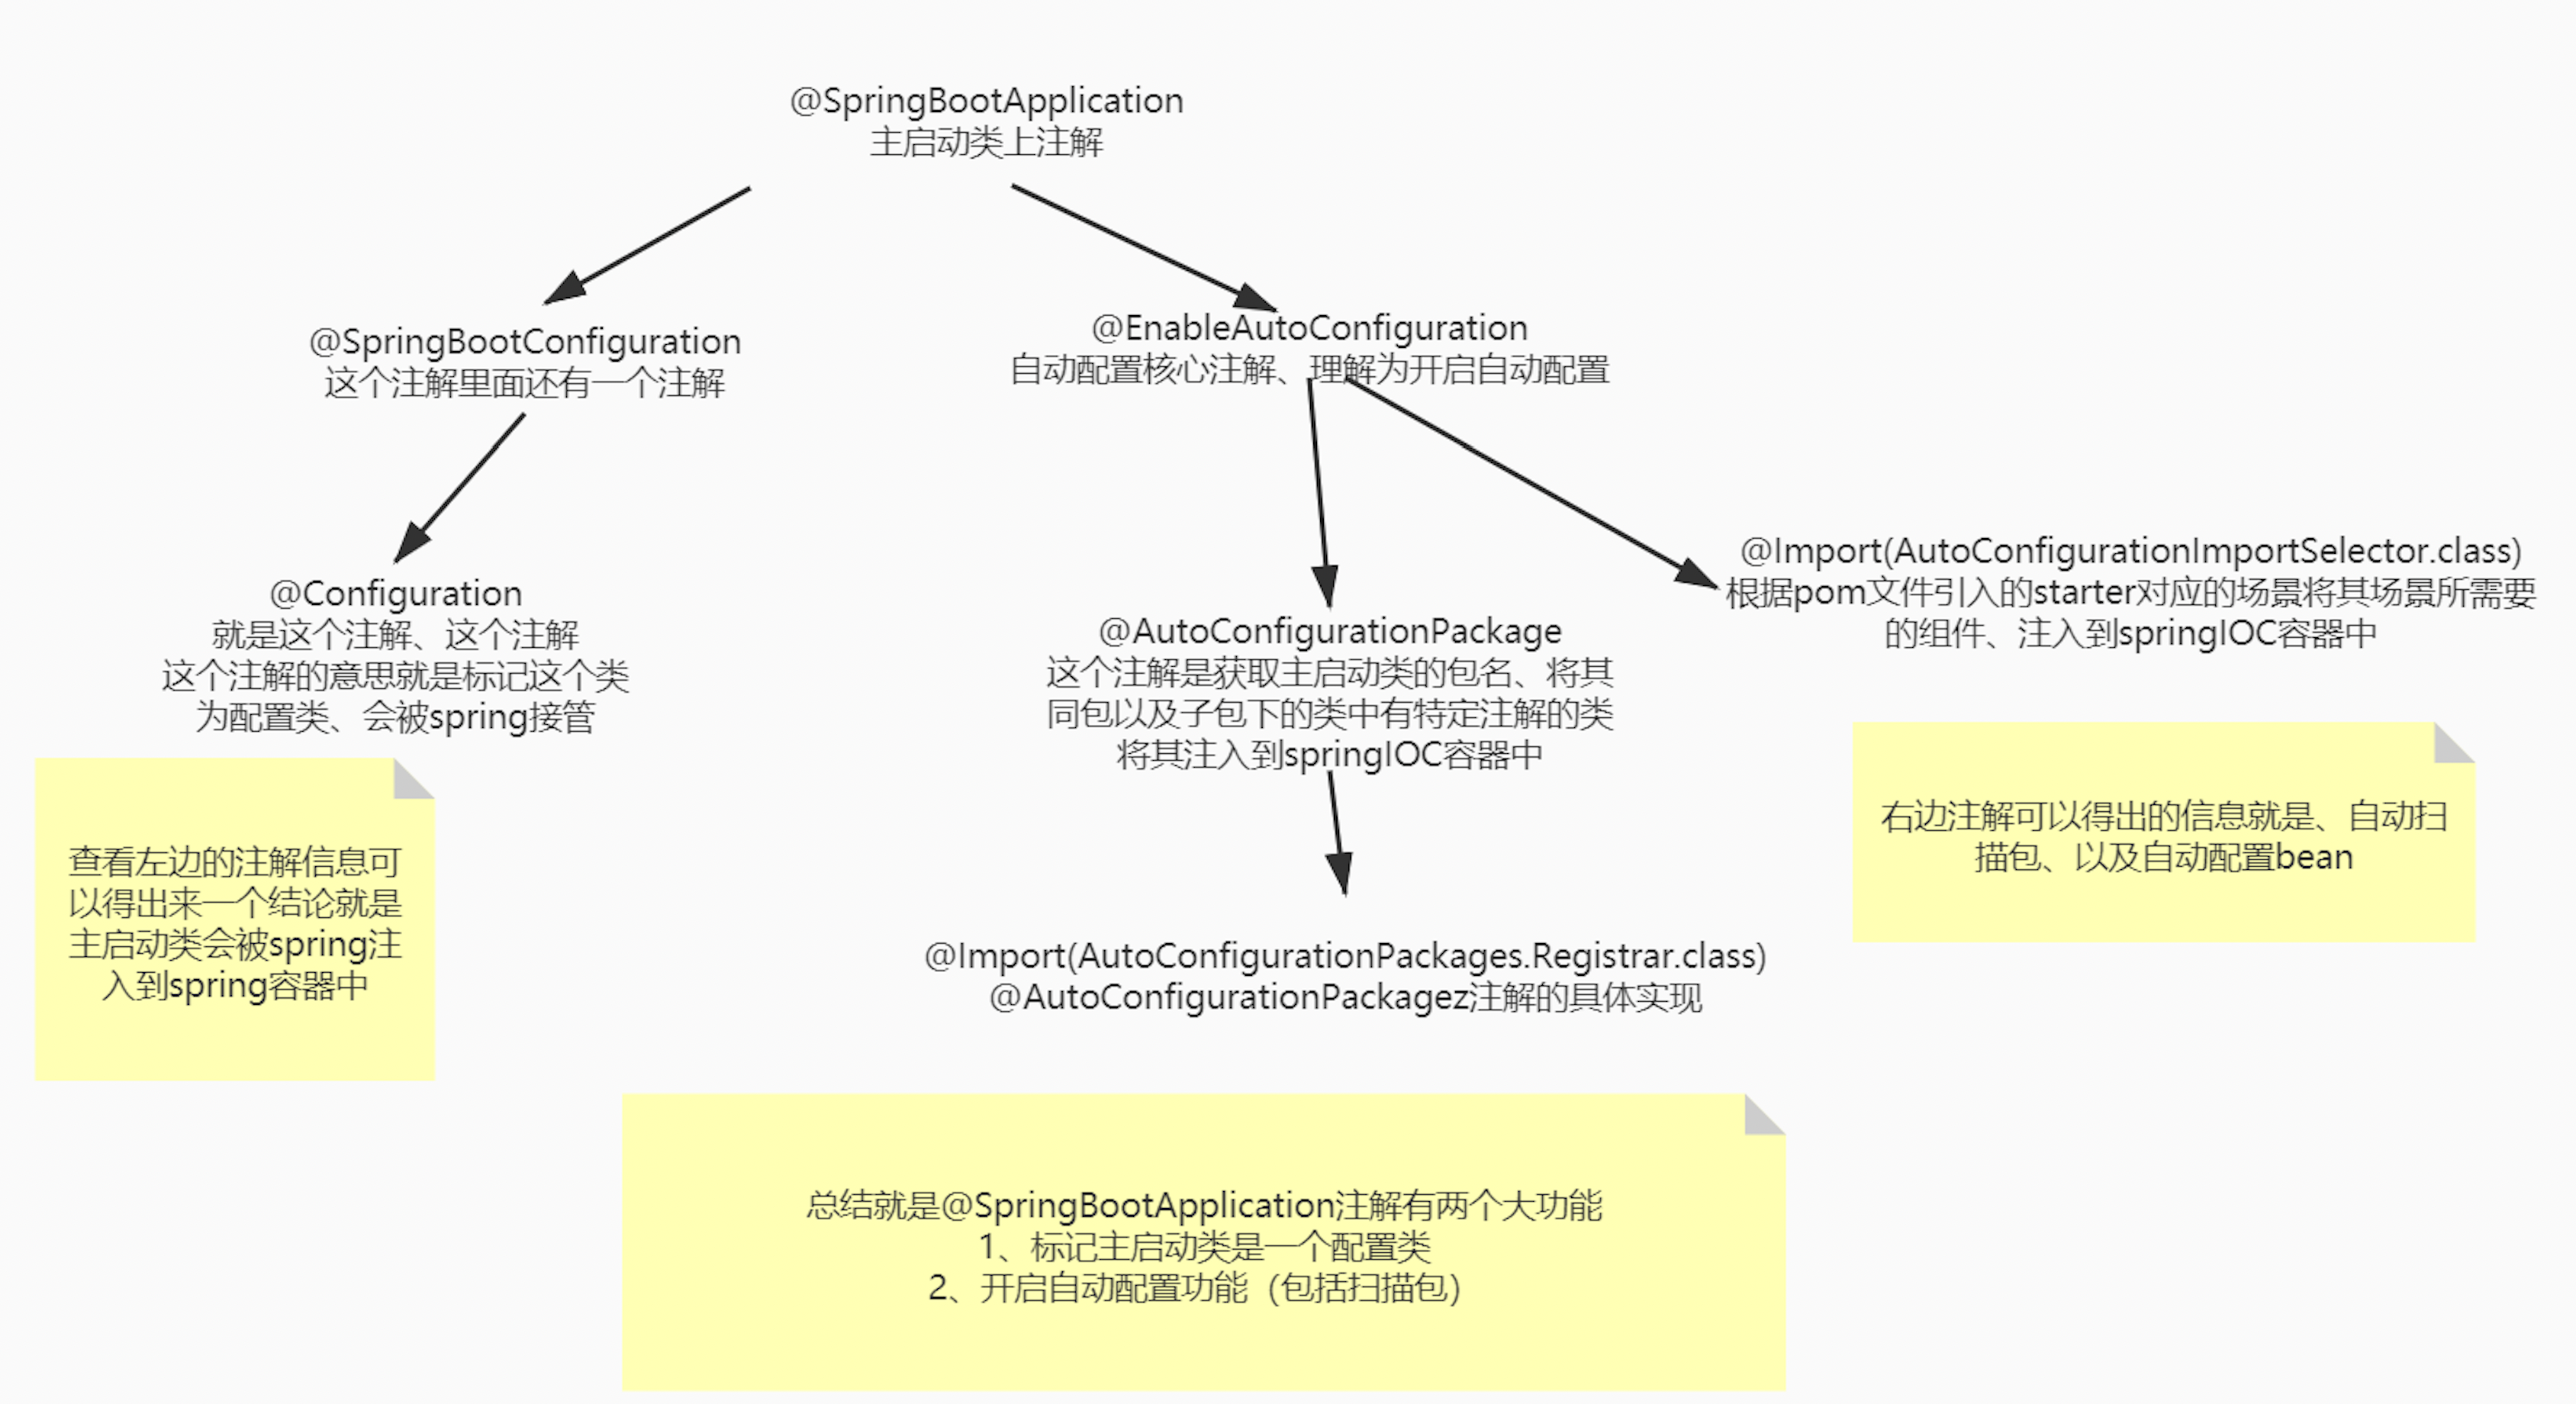 @SpringBootApplication
主启动类上注解
@SpringBootConfiguration
这个注解里面还有一个注解
@EnableAutoConfiguration
自动配置核心注解、理解为开启自动配置
@Configuration
就是这个注解、这个注解
这个注解的意思就是标记这个类
为配置类、会被spring接管
@AutoConfigurationPackage
这个注解是获取主启动类的包名、将其
同包以及子包下的类中有特定注解的类
将其注入到springIOC容器中
@Import(AutoConfigurationImportSelector.class)
根据pom文件引入的starter对应的场景将其场景所需要
的组件、注入到springIOC容器中
查看左边的注解信息可
以得出来一个结论就是
主启动类会被spring注
入到spring容器中
右边注解可以得出的信息就是、自动扫
描包、以及自动配置bean
@Import(AutoConfigurationPackages.Registrar.class)
@AutoConfigurationPackagez注解的具体实现
总结就是@SpringBootApplication注解有两个大功能
1、标记主启动类是一个配置类
2、开启自动配置功能（包括扫描包）